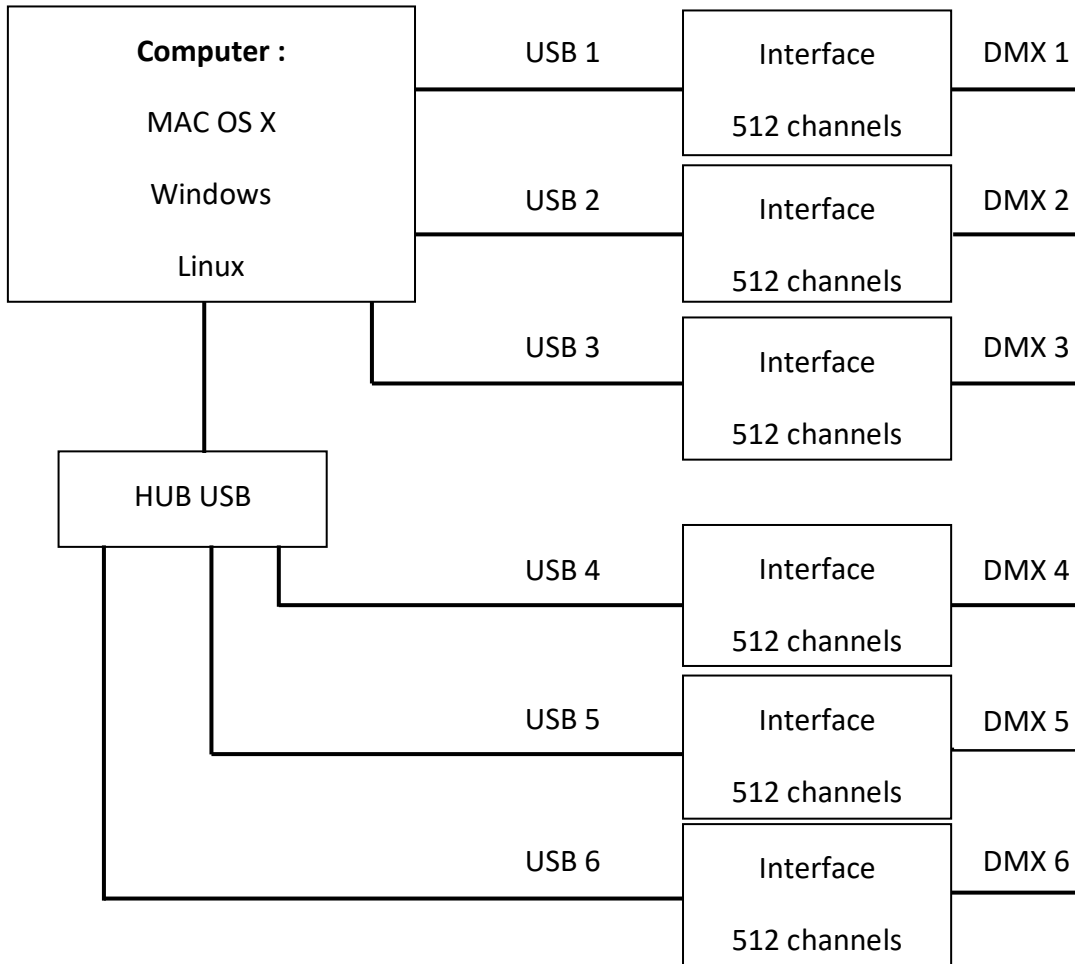 Computer :
MAC OS X
Windows
Linux
USB 1
Interface
512 channels
DMX 1
USB 2
Interface
512 channels
DMX 2
USB 3
Interface
512 channels
DMX 3
HUB USB
USB 4
Interface
512 channels
DMX 4
USB 5
Interface
512 channels
DMX 5
USB 6
Interface
512 channels
DMX 6